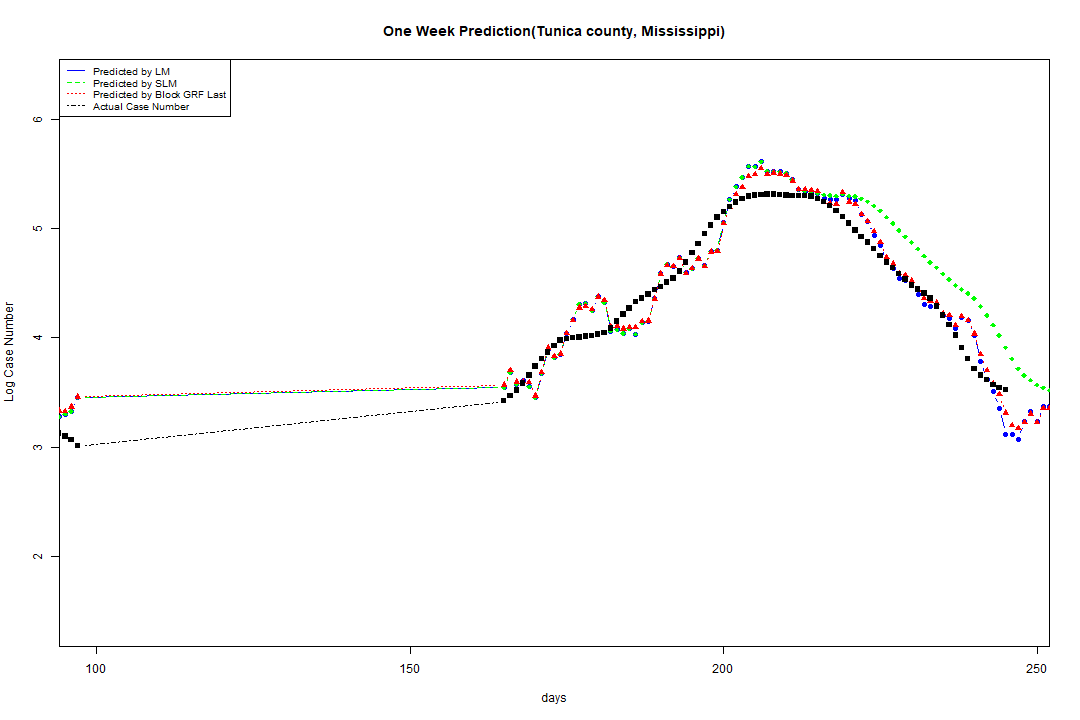 One Week Prediction(Tunica county, Mississippi)
Predicted by LM
Predicted by SLM
Predicted by Block GRF Last
Actual Case Number
Log Case Number
6
5
4
3
2
100 150 200 250
days